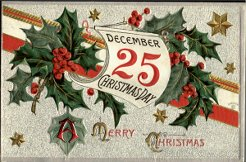 DECEMBER
25
CHRISTMAS DAY
A MERRY CHRISTMAS